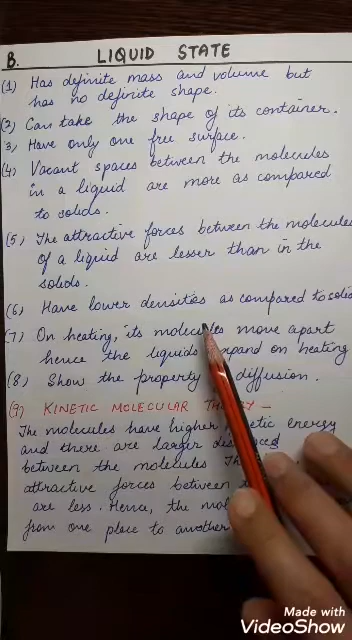 B. LIQUID STATE
(1) Has definite mass and volume but
has no definite shape.
(2) Can take the shape of its container.
(3, Have only one free surface.
(4) Vacant spaces between the molecules
in a liquid are more as compared
to solids.
(5) The attractive forces between the molecules
of a liquid are lesser than in the
solids.
(6) Have lower densities as compared to
(7) On heating, its molecules move apart
hence the liquids expand on heating
(8) Show the property diffusion.
(9) KINETIC MOLECULAR
The molecules have higher energy
and there are larger
between the molecules
attractive forces between
are less. Hence, the
from one place to another
Made with
VideoShow